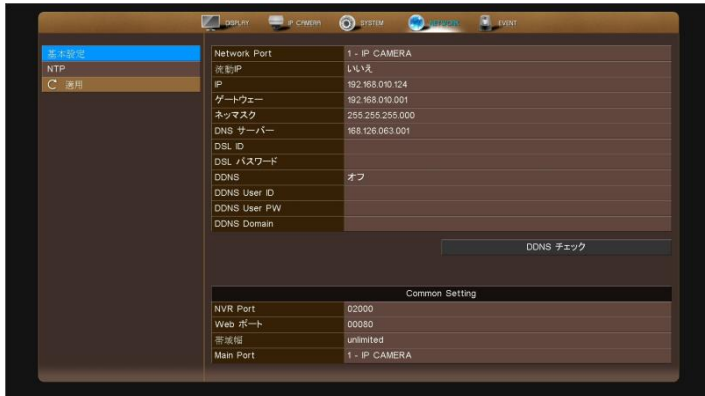 DISPLAY IP CAMERA SYSTEM NETWORK EVENT
基本設定
NTP
適用
Network Port 1 - IP CAMERA
流動IP いいえ
IP 192.168.010.124
ゲートウェー 192.168.010.001
ネッマスク 255.255.255.000
DNS サーバー 168.126.063.001
DSL ID
DSL パスワード
DDNS オフ
DDNS User ID
DDNS User PW
DDNS Domain
DDNS チェック
Common Setting
NVR Port 02000
Web ポート 00080
帯域幅 unlimited
Main Port 1 - IP CAMERA